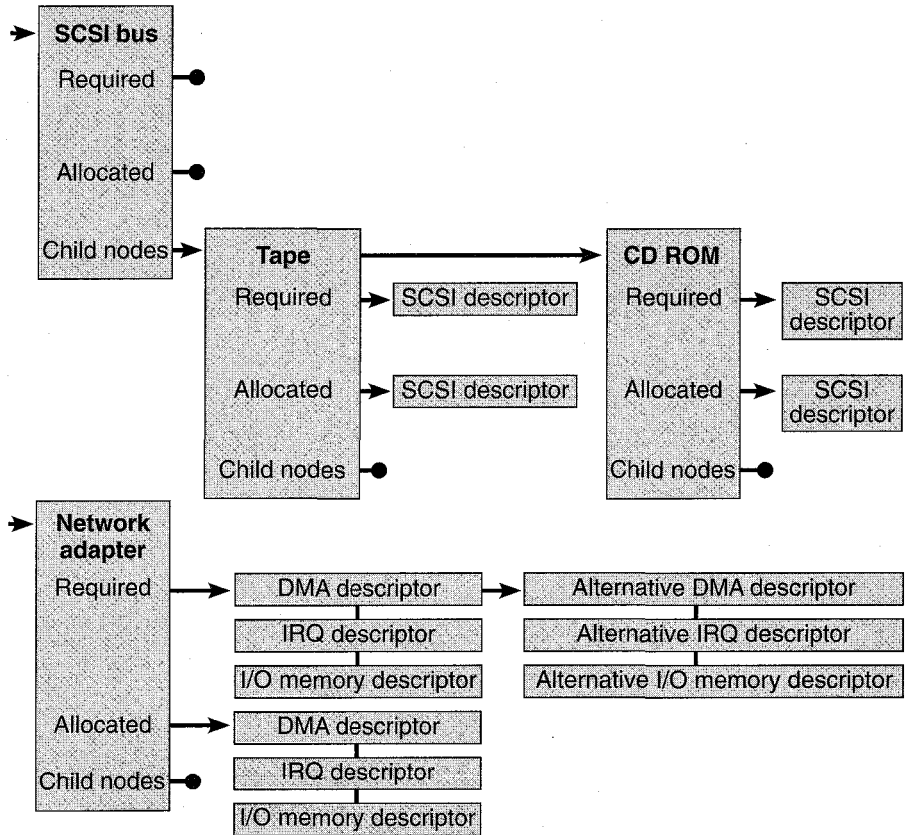 SCSI bus
Required
Allocated
Child nodes
Tape
Required
SCSI descriptor
Allocated
SCSI descriptor
Child nodes
CD ROM
Required
SCSI
descriptor
Allocated
SCSI
descriptor
Child nodes
Network
adapter
Required
DMA descriptor
IRQ descriptor
I/O memory descriptor
Alternative DMA descriptor
Alternative IRQ descriptor
Alternative I/O memory descriptor
Allocated
DMA descriptor
IRQ descriptor
I/O memory descriptor
Child nodes